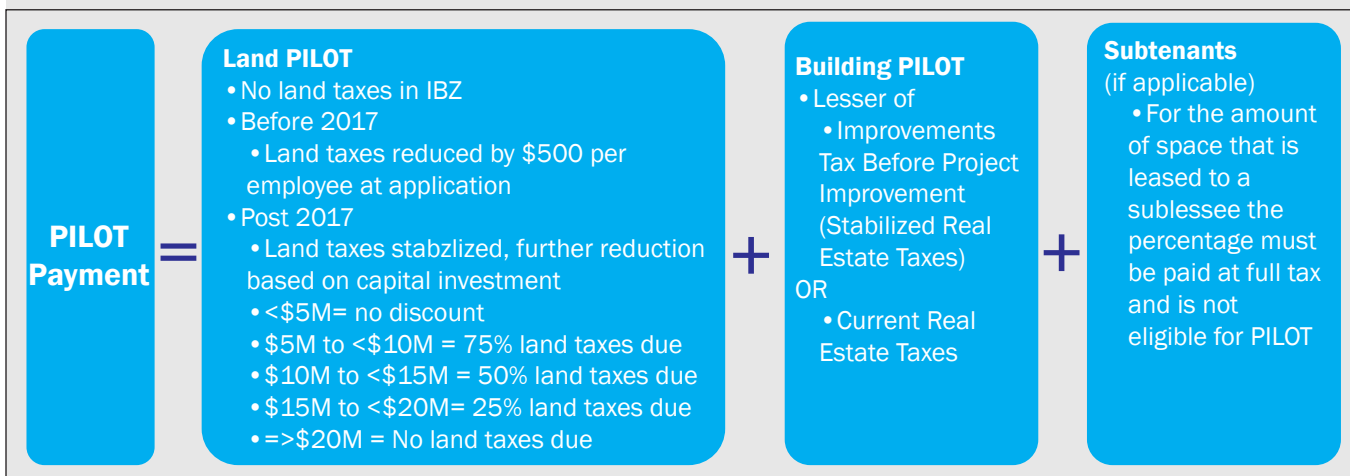 PILOT
Payment
=
Land PILOT
•No land taxes in IBZ
•Before 2017
•Land taxes reduced by $500 per
employee at application
•Post 2017
•Land taxes stabzlized, further reduction
based on capital investment
•<$5M= no discount
•$5M to <$10M = 75% land taxes due
•$10M to <$15M = 50% land taxes due
•$15M to <$20M= 25% land taxes due
•=>$20M = No land taxes due
+
Building PILOT
•Lesser of
•Improvements
Tax Before Project
Improvement
(Stabilized Real
Estate Taxes)
OR
•Current Real
Estate Taxes
+
Subtenants
(if applicable)
•For the amount
of space that is
leased to a
sublessee the
percentage must
be paid at full tax
and is not
eligible for PILOT